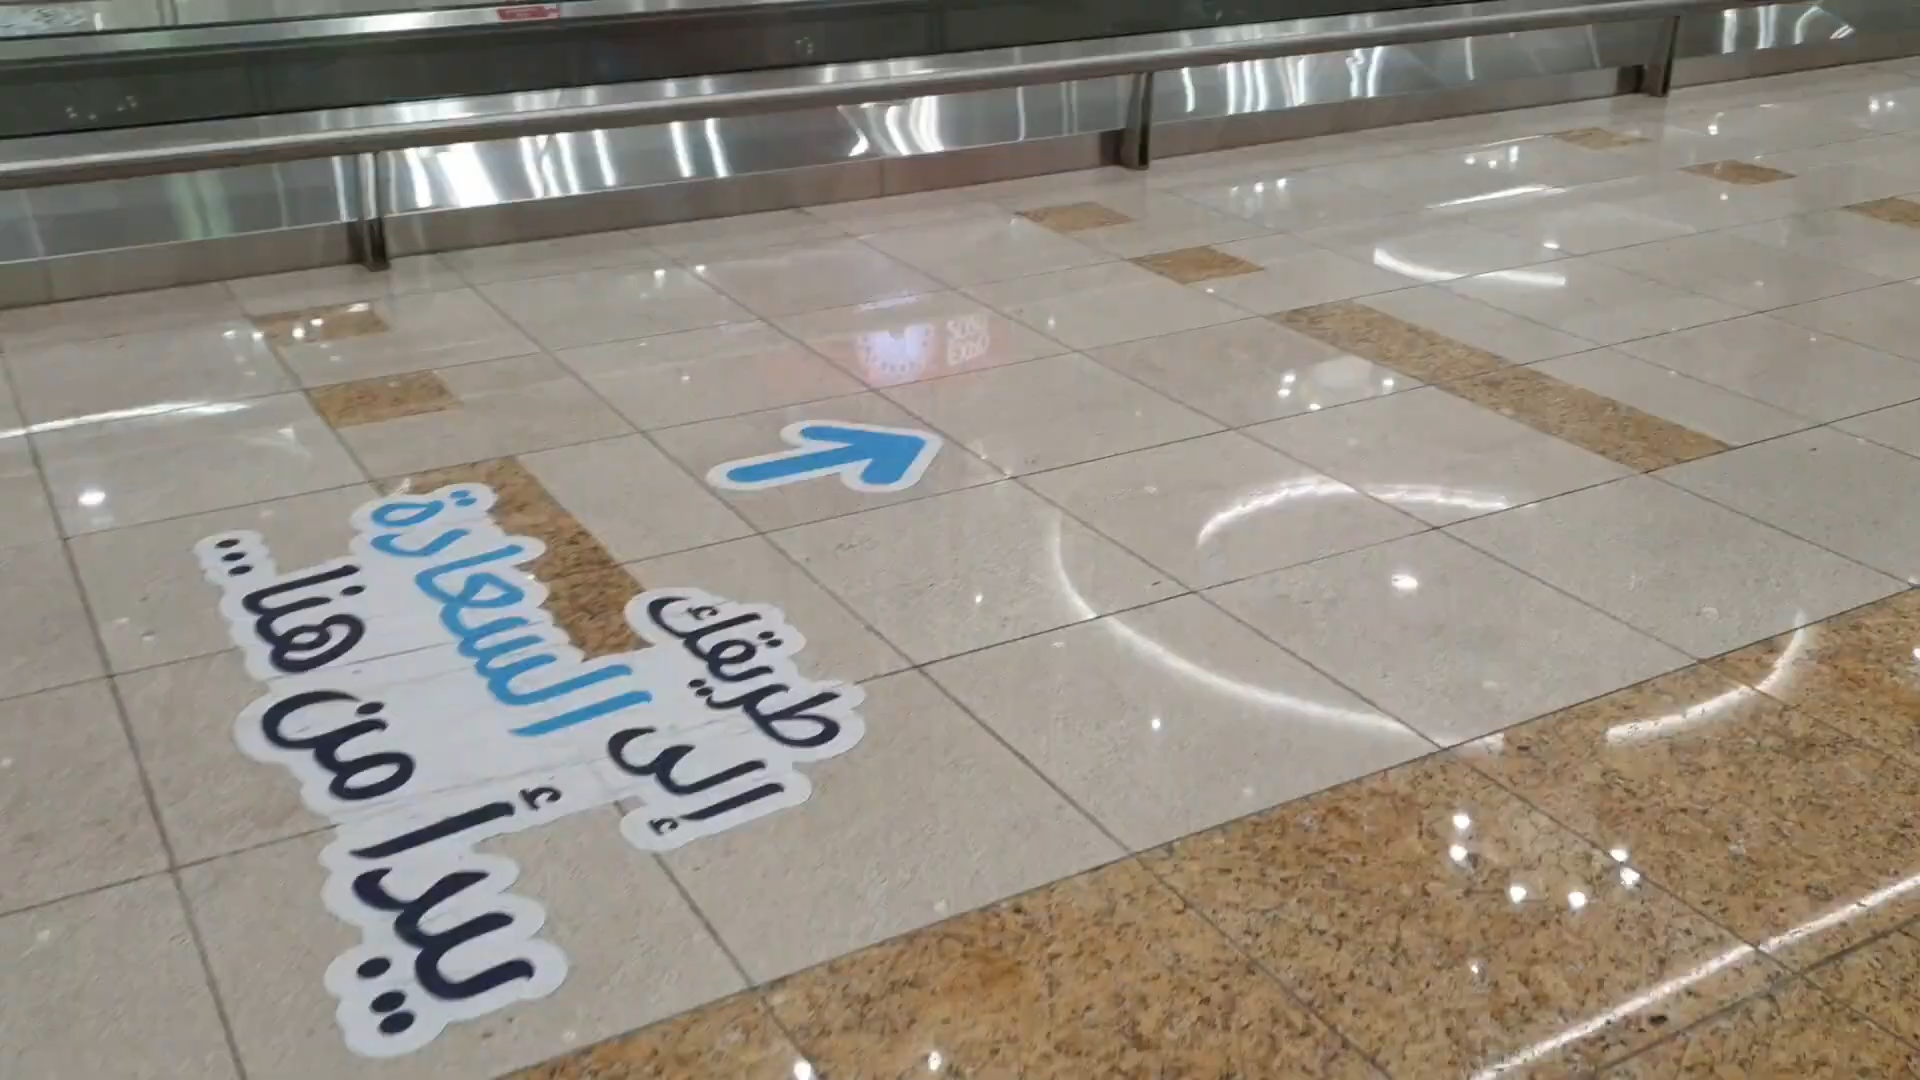 طريقك
إلى السعادة
يبدأ من هنا...